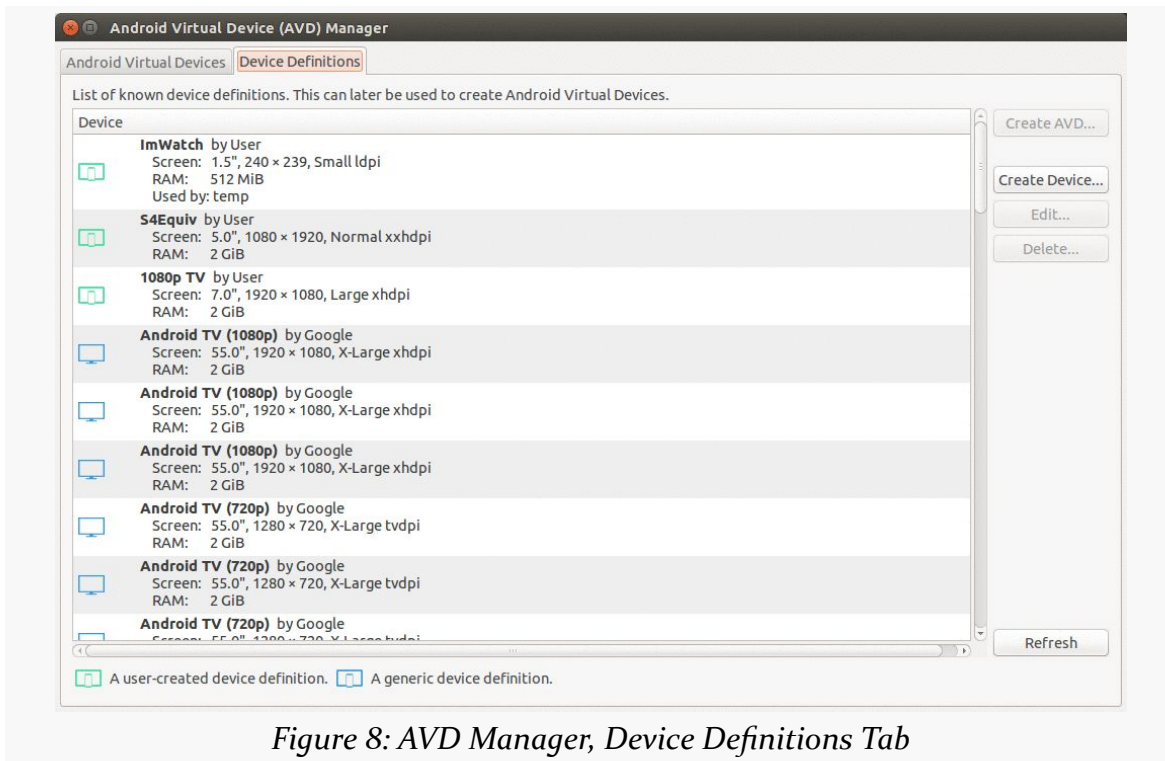 Android Virtual Device (AVD) Manager
Android Virtual Devices Device Definitions
List of known device definitions. This can later be used to create Android Virtual Devices.
Device
Create AVD...
Create Device...
Edit...
Delete...
ImWatch by User
Screen: 1.5", 240 × 239, Small ldpi
RAM: 512 MiB
Used by: temp
S4Equiv by User
Screen: 5.0", 1080 × 1920, Normal xxhdpi
RAM: 2 GiB
1080p TV by User
Screen: 7.0", 1920 × 1080, Large xhdpi
RAM: 2 GiB
Android TV (1080p) by Google
Screen: 55.0", 1920 × 1080, X-Large xhdpi
RAM: 2 GiB
Android TV (1080p) by Google
Screen: 55.0", 1920 × 1080, X-Large xhdpi
RAM: 2 GiB
Android TV (1080p) by Google
Screen: 55.0", 1920 × 1080, X-Large xhdpi
RAM: 2 GiB
Android TV (720p) by Google
Screen: 55.0", 1280 × 720, X-Large tvdpi
RAM: 2 GiB
Android TV (720p) by Google
Screen: 55.0", 1280 × 720, X-Large tvdpi
RAM: 2 GiB
Android TV (720p) by Google
Screen: 55.0", 1280 × 720, X-Large tvdpi
Refresh
A user-created device definition. A generic device definition.
Figure 8: AVD Manager, Device Definitions Tab